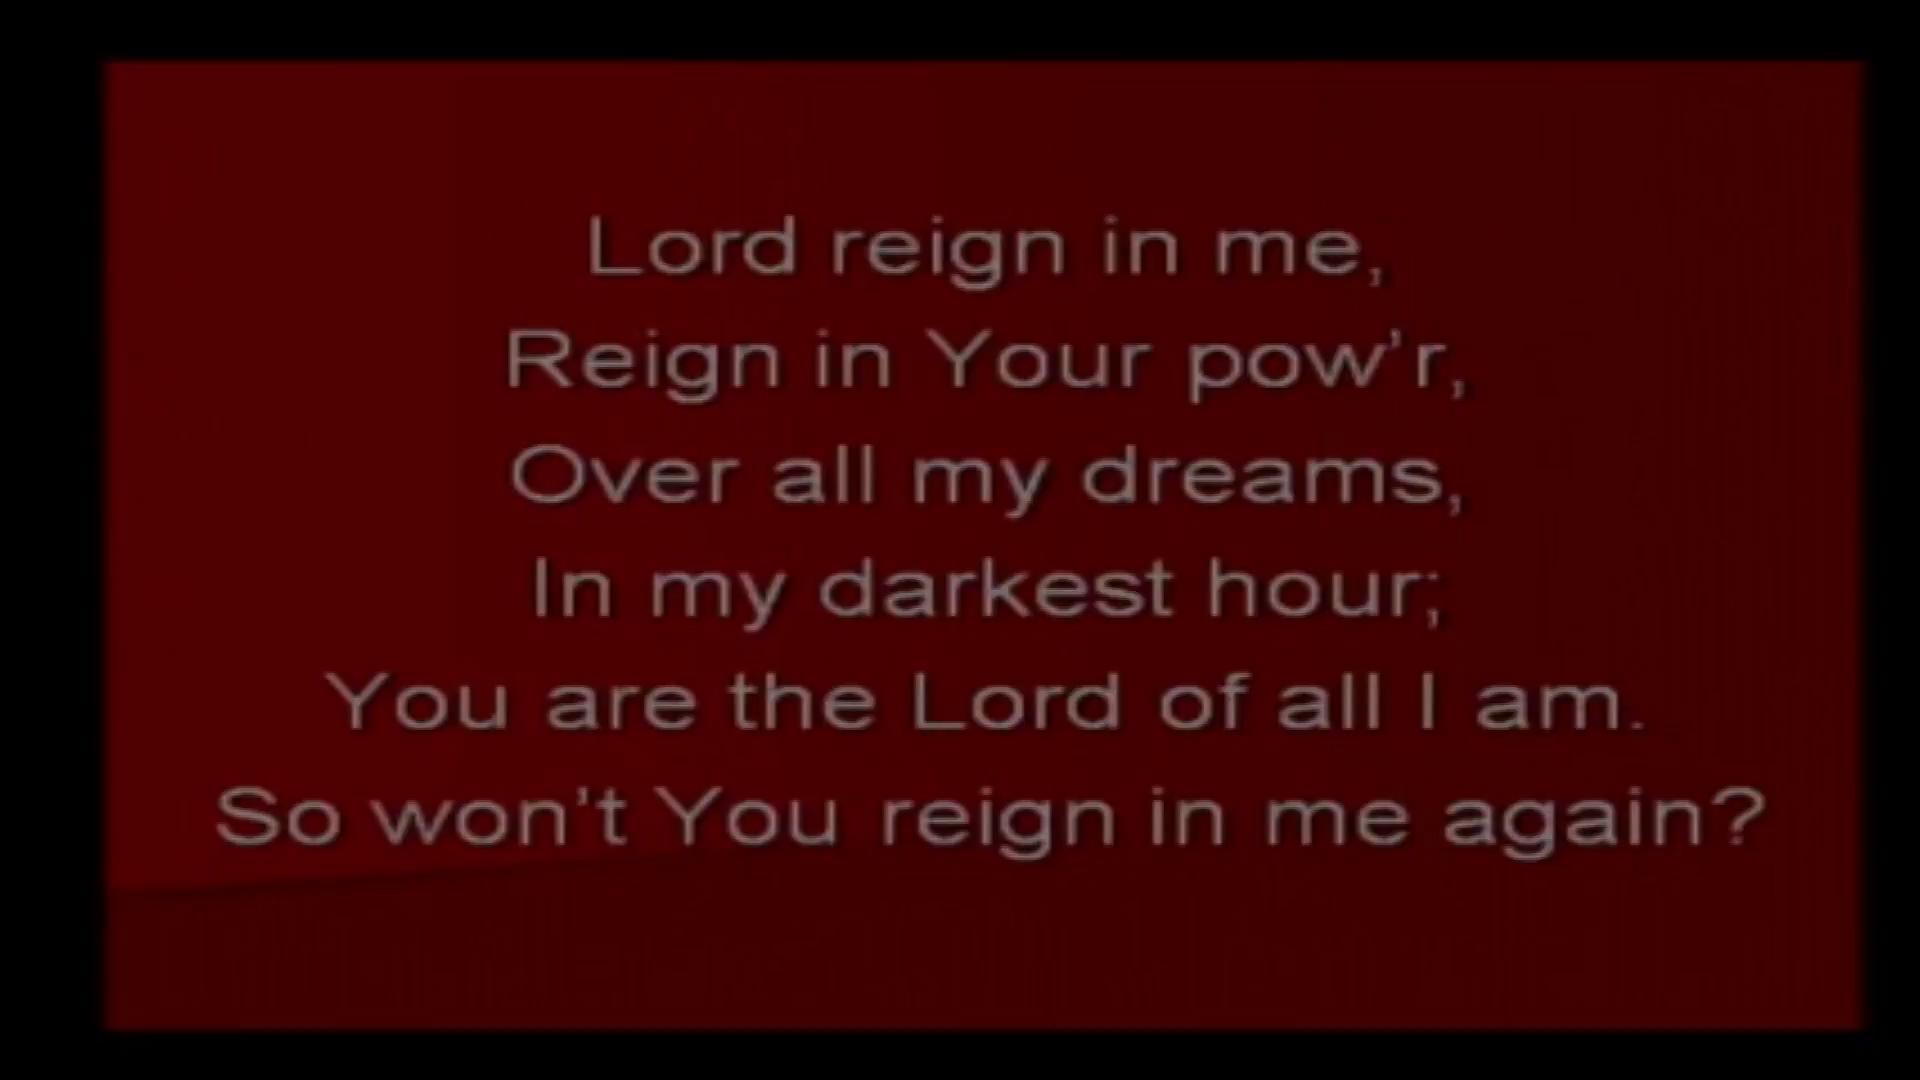 Lord reign in me,
Reign in Your pow’r,
Over all my dreams,
In my darkest hour;
You are the Lord of all I am.
So won’t You reign in me again?